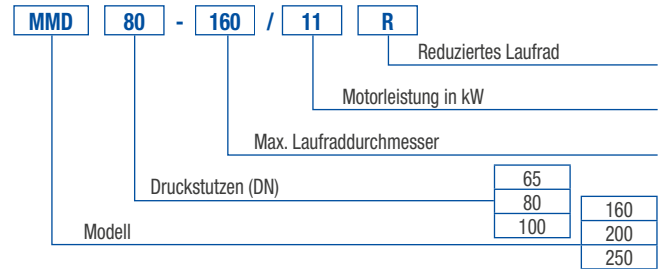 MMD 80 - 160 / 11 R
Reduziertes Laufrad
Motorleistung in kW
Max. Laufraddurchmesser
Druckstutzen (DN)
65
80
100
Modell
160
200
250